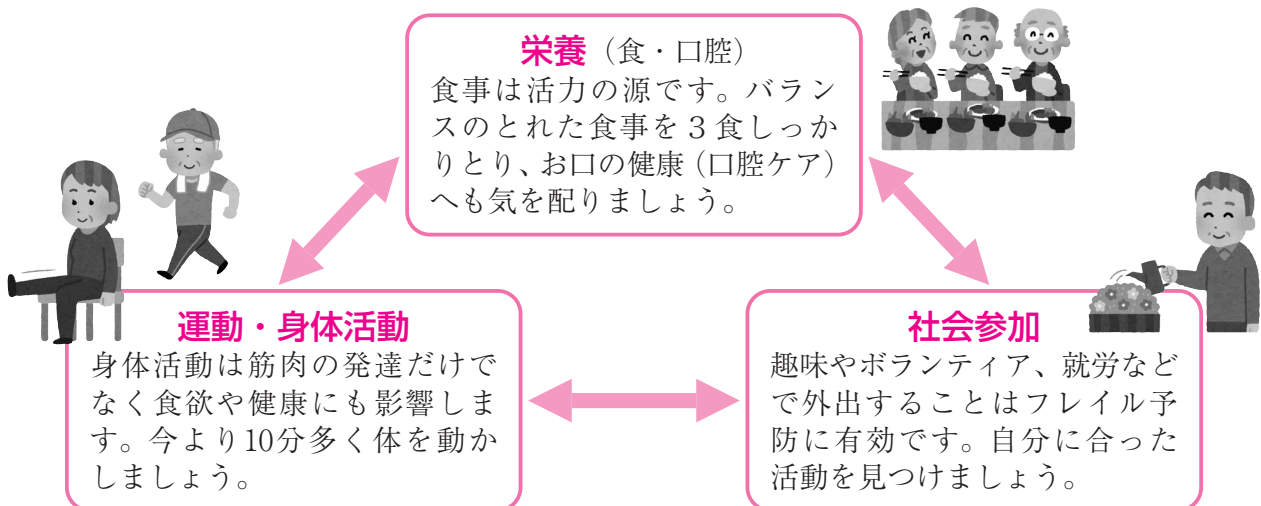 栄養（食・口腔）
食事は活力の源です。バラン
スのとれた食事を３食しっか
りとり、お口の健康（口腔ケア）
へも気を配りましょう。
運動・身体活動
身体活動は筋肉の発達だけで
なく食欲や健康にも影響しま
す。今より10分多く体を動か
しましょう。
社会参加
趣味やボランティア、就労など
で外出することはフレイル予
防に有効です。自分に合った
活動を見つけましょう。